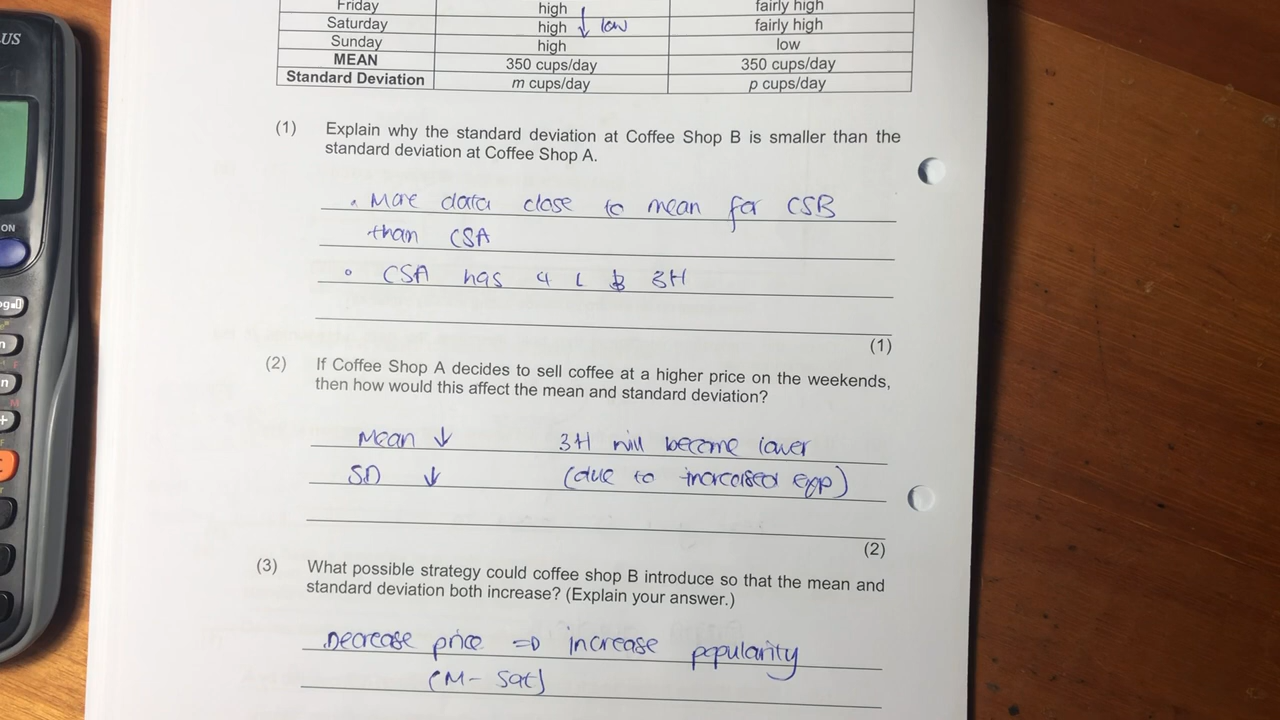 US
Friday high fairly high
Saturday high ↓ low fairly high
Sunday high low
MEAN 350 cups/day 350 cups/day
Standard Deviation m cups/day p cups/day
ON
(1) Explain why the standard deviation at Coffee Shop B is smaller than the
standard deviation at Coffee Shop A.
• More data close to mean for CSB
than CSA
• CSA has 4 L & 3H
(1)
(2) If Coffee Shop A decides to sell coffee at a higher price on the weekends,
then how would this affect the mean and standard deviation?
Mean ↓ 3H will become lower
SD ↓ (due to increased
(2)
(3) What possible strategy could coffee shop B introduce so that the mean and
standard deviation both increase? (Explain your answer.)
Decrease price => increase popularity
(M- Sat)